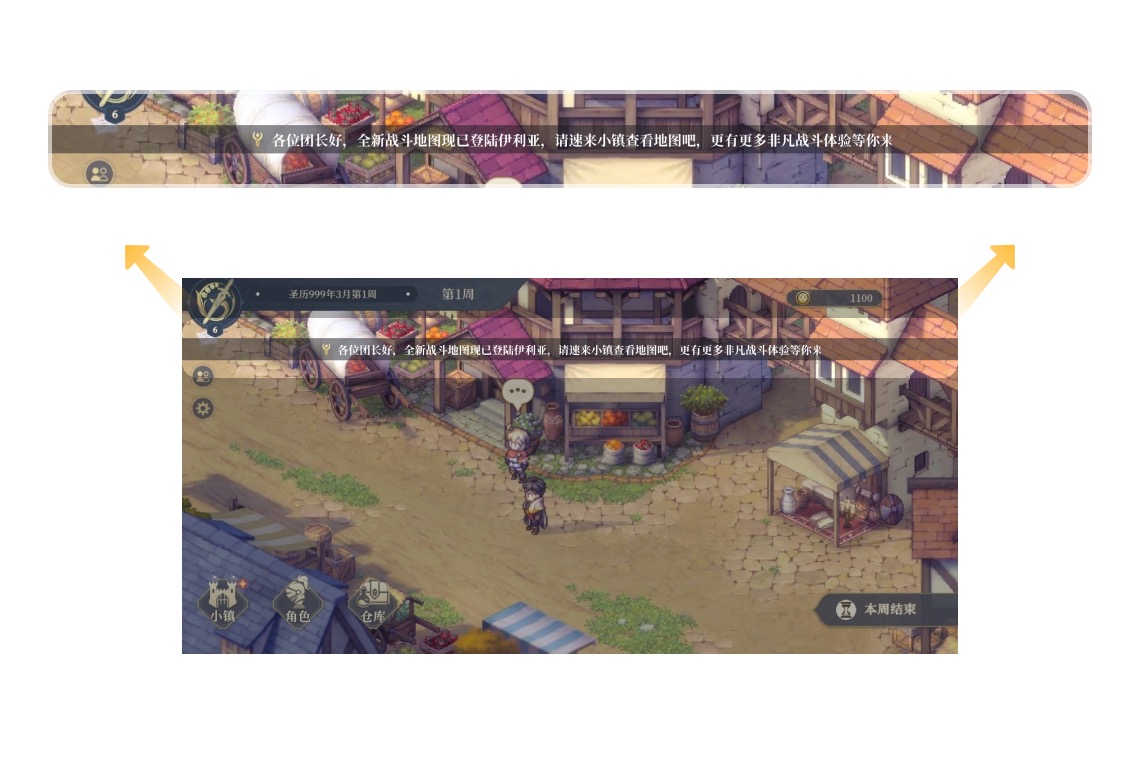 6
各位团长好，全新战斗地图现已登陆伊利亚，请速来小镇查看地图吧，更有更多非凡战斗体验等你来
圣历999年3月第1周
第1周
1100
6
各位团长好，全新战斗地图现已登陆伊利亚，请速来小镇查看地图吧，更有更多非凡战斗体验等你来
小镇
角色
仓库
本周结束